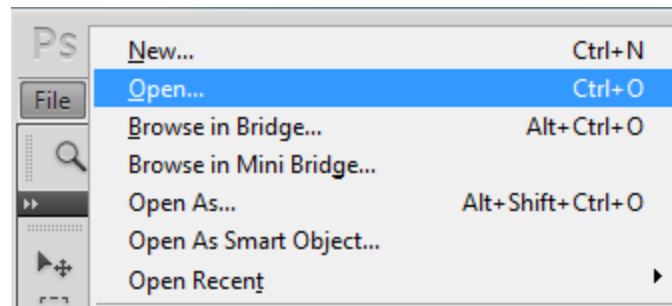 Ps
New... Ctrl+N
File
Open... Ctrl+O
Browse in Bridge... Alt+Ctrl+O
Browse in Mini Bridge...
Open As... Alt+Shift+Ctrl+O
Open As Smart Object...
Open Recent